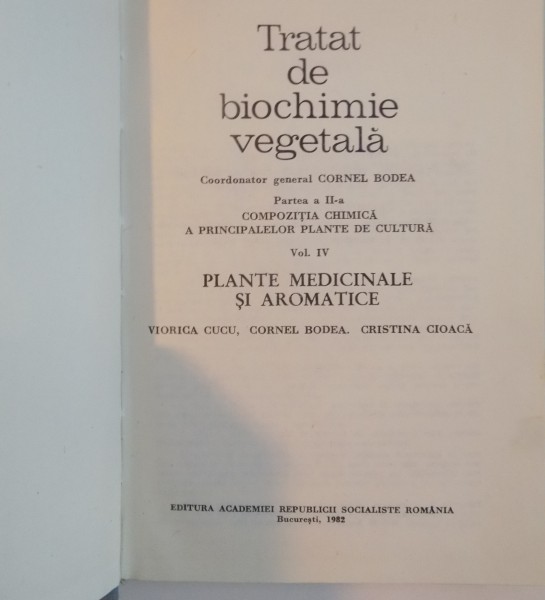 Tratat
de
biochimie
vegetală
Coordonator general CORNEL BODEA
Partea a II-a
COMPOZIȚIA CHIMICĂ
A PRINCIPALELOR PLANTE DE CULTURĂ
Vol. IV
PLANTE MEDICINALE
ȘI AROMATICE
VIORICA CUCU, CORNEL BODEA. CRISTINA CIOACĂ
EDITURA ACADEMIEI REPUBLICII SOCIALISTE ROMÂNIA
București, 1982